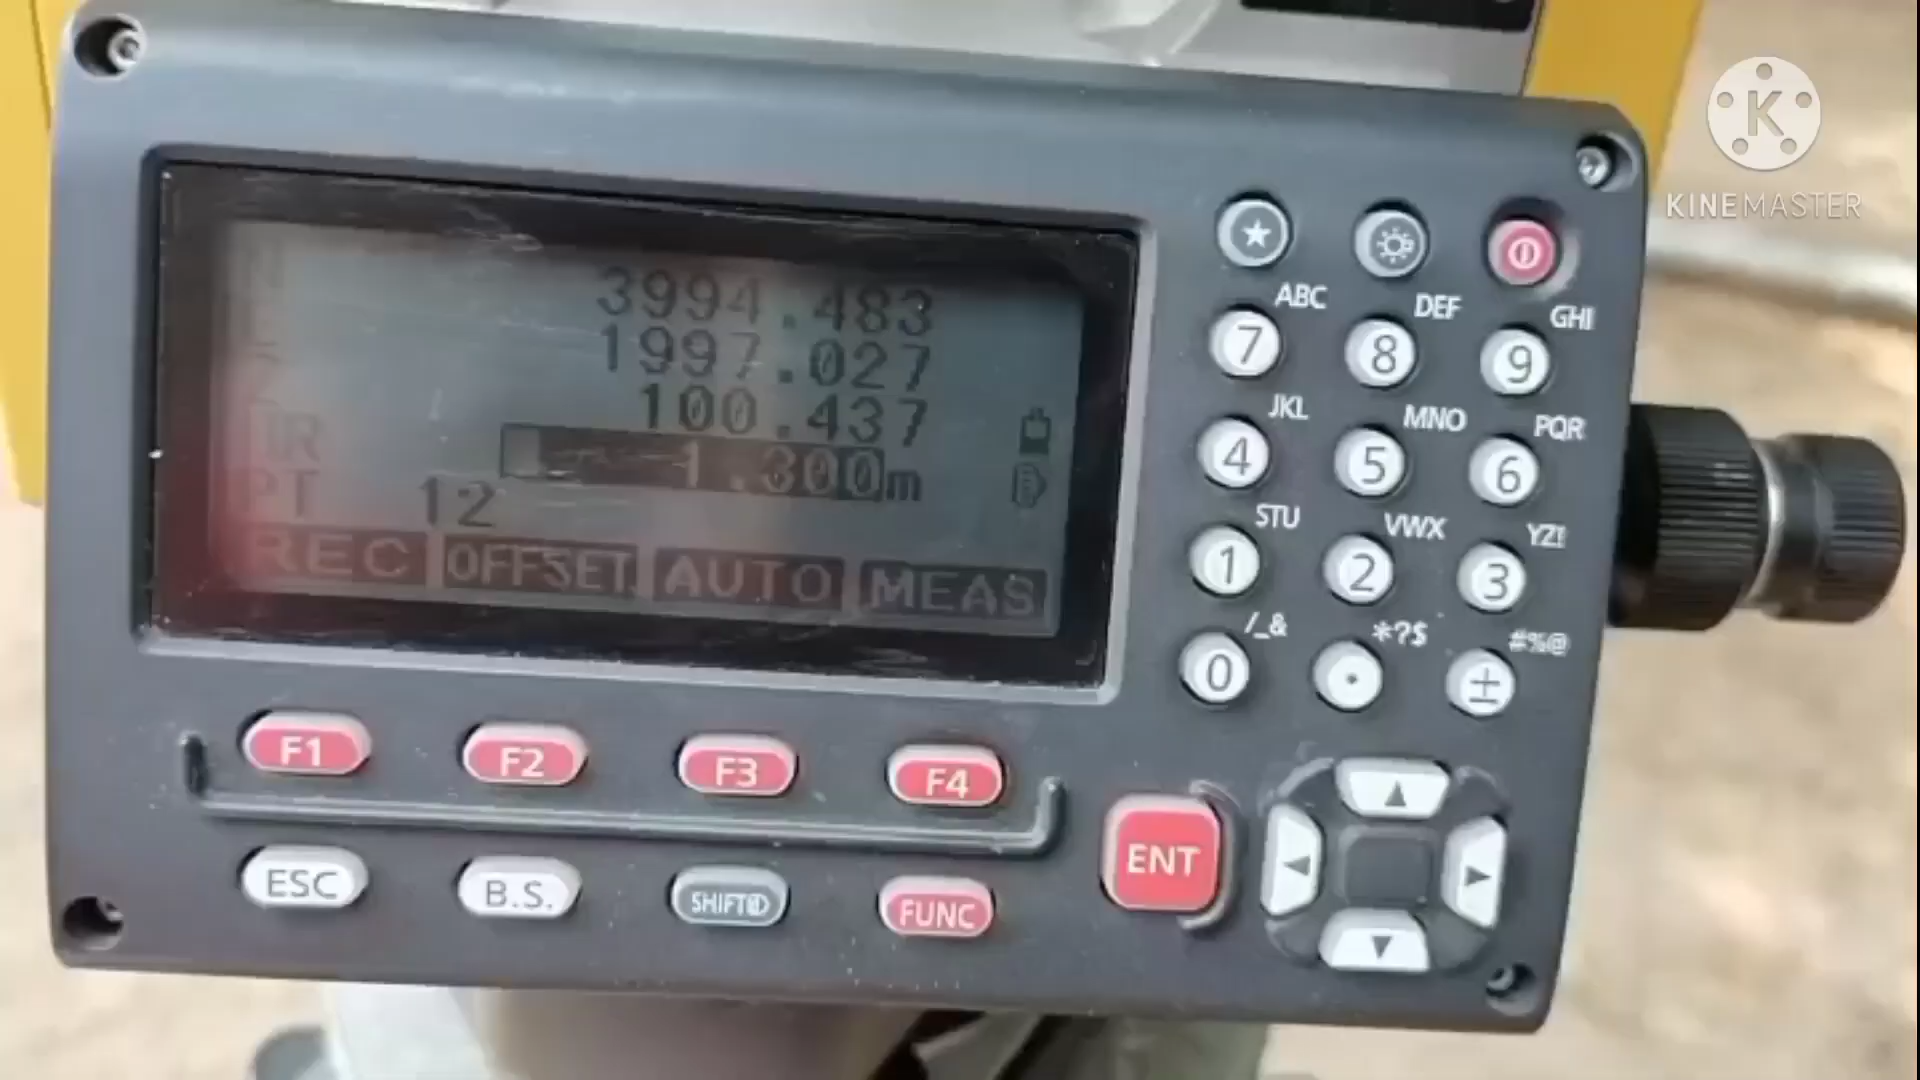 K
KINEMASTER
N 3994.483
E 1997.027
Z 100.437
HR 1.300m
PT 12
REC OFFSET AUTO MEAS
ABC DEF GHI
7 8 9
JKL MNO PQR
4 5 6
STU VWX YZ!
1 2 3
/_& *?$ #%@
0 . ±
F1 F2 F3 F4
ESC B.S. SHIFT FUNC
ENT